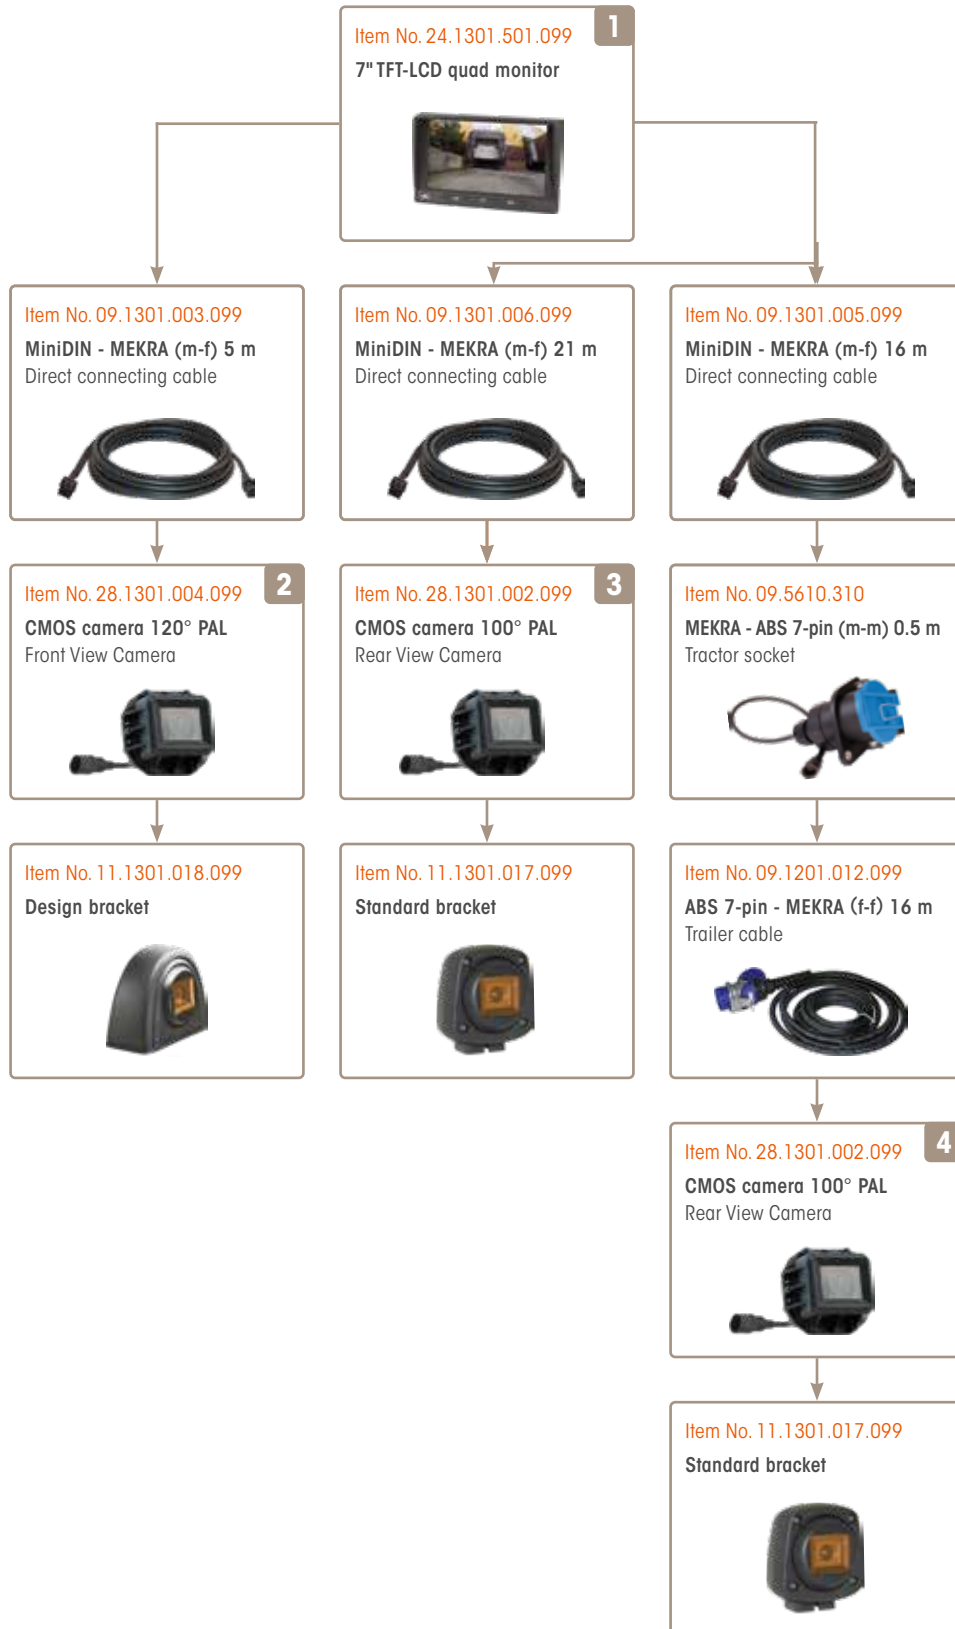 Item No. 24.1301.501.099
1
7" TFT-LCD quad monitor
Item No. 09.1301.003.099
MiniDIN - MEKRA (m-f) 5 m
Direct connecting cable
Item No. 09.1301.006.099
MiniDIN - MEKRA (m-f) 21 m
Direct connecting cable
Item No. 09.1301.005.099
MiniDIN - MEKRA (m-f) 16 m
Direct connecting cable
Item No. 28.1301.004.099
2
CMOS camera 120° PAL
Front View Camera
Item No. 28.1301.002.099
3
CMOS camera 100° PAL
Rear View Camera
Item No. 09.5610.310
MEKRA - ABS 7-pin (m-m) 0.5 m
Tractor socket
Item No. 11.1301.018.099
Design bracket
Item No. 11.1301.017.099
Standard bracket
Item No. 09.1201.012.099
ABS 7-pin - MEKRA (f-f) 16 m
Trailer cable
Item No. 28.1301.002.099
4
CMOS camera 100° PAL
Rear View Camera
Item No. 11.1301.017.099
Standard bracket